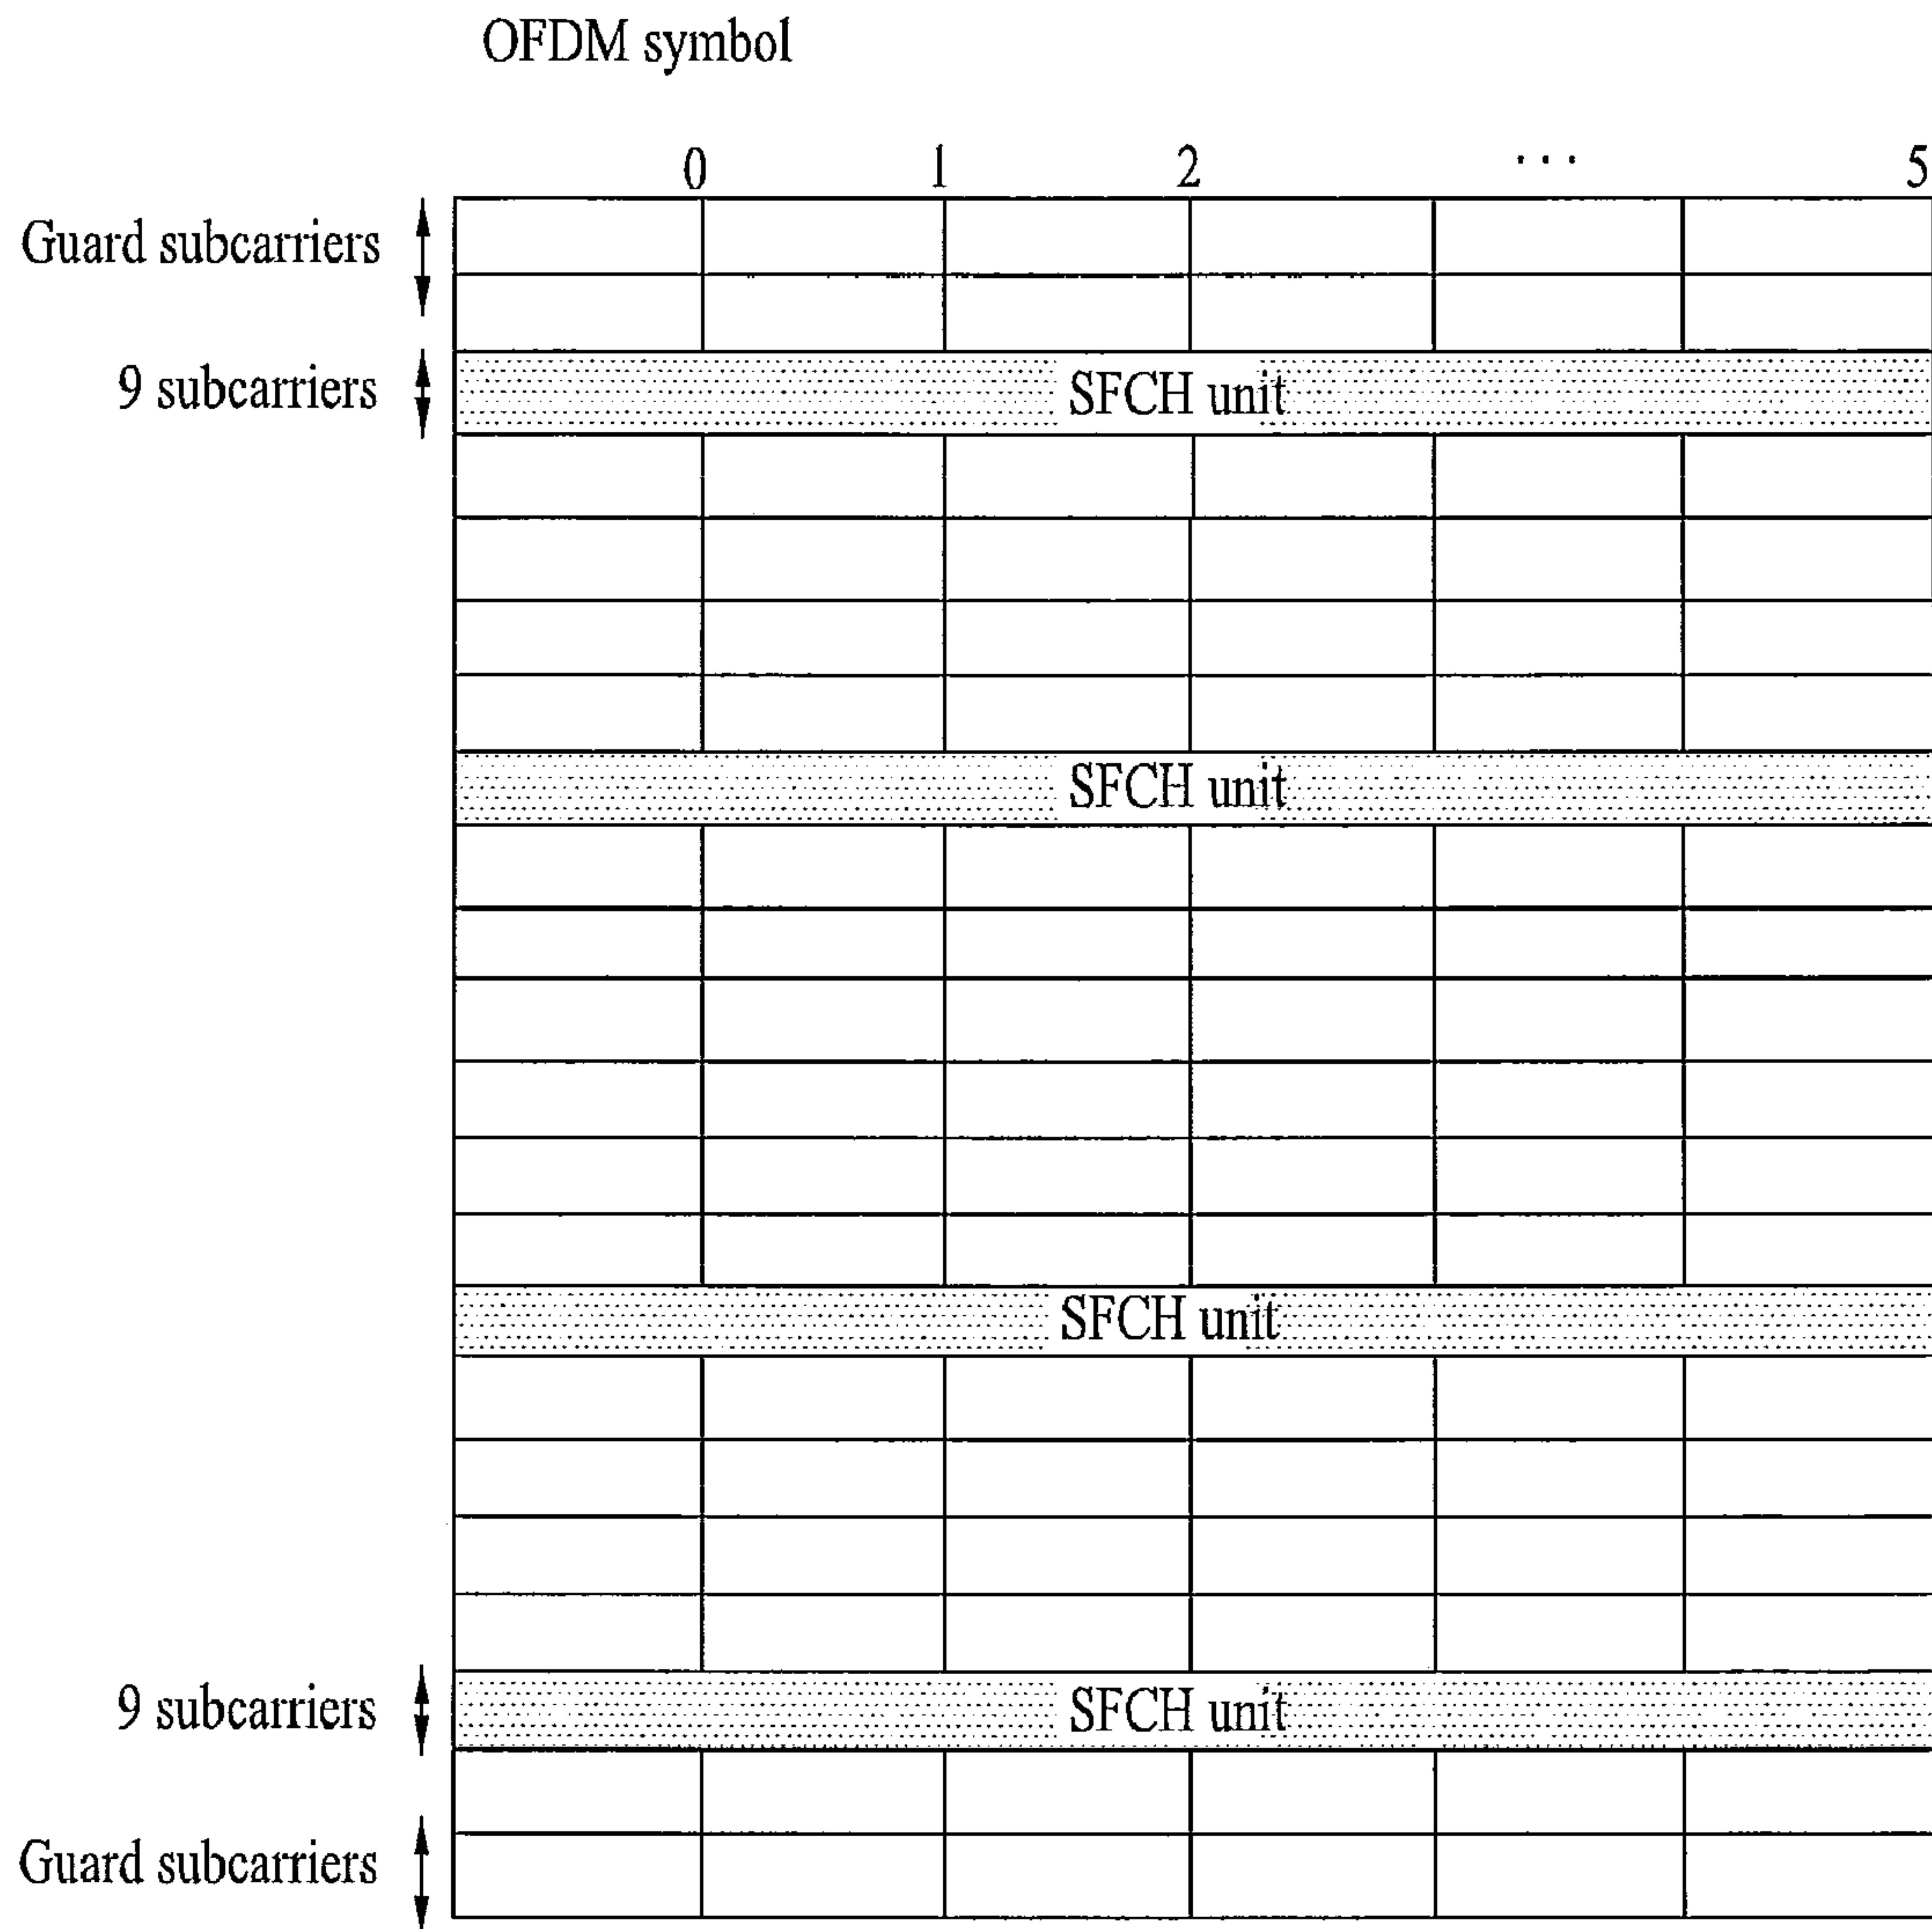 OFDM symbol
0 1 2 ... 5
Guard subcarriers
9 subcarriers
SFCH unit
SFCH unit
SFCH unit
9 subcarriers
SFCH unit
Guard subcarriers